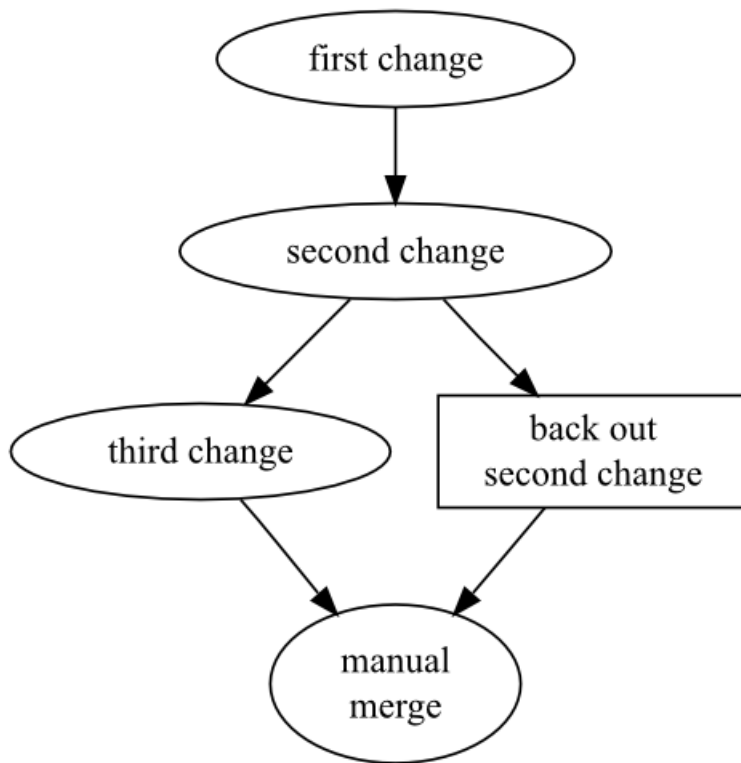 first change
second change
third change
back out
second change
manual
merge